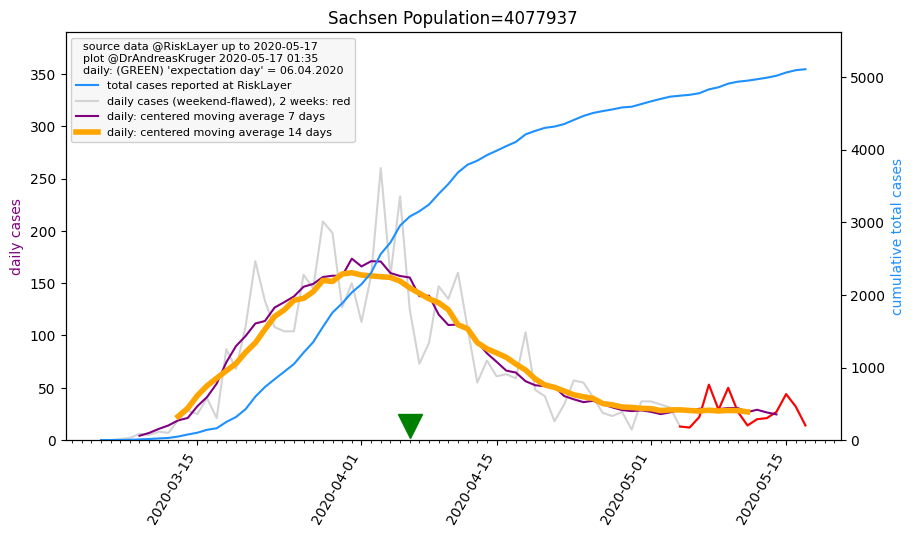 Sachsen Population=4077937
source data @RiskLayer up to 2020-05-17
plot @DrAndreasKruger 2020-05-17 01:35
daily: (GREEN) 'expectation day' = 06.04.2020
total cases reported at RiskLayer
daily cases (weekend-flawed), 2 weeks: red
daily: centered moving average 7 days
daily: centered moving average 14 days
daily cases
350
300
250
200
150
100
50
0
5000
4000
3000
2000
1000
0
cumulative total cases
2020-03-15
2020-04-01
2020-04-15
2020-05-01
2020-05-15